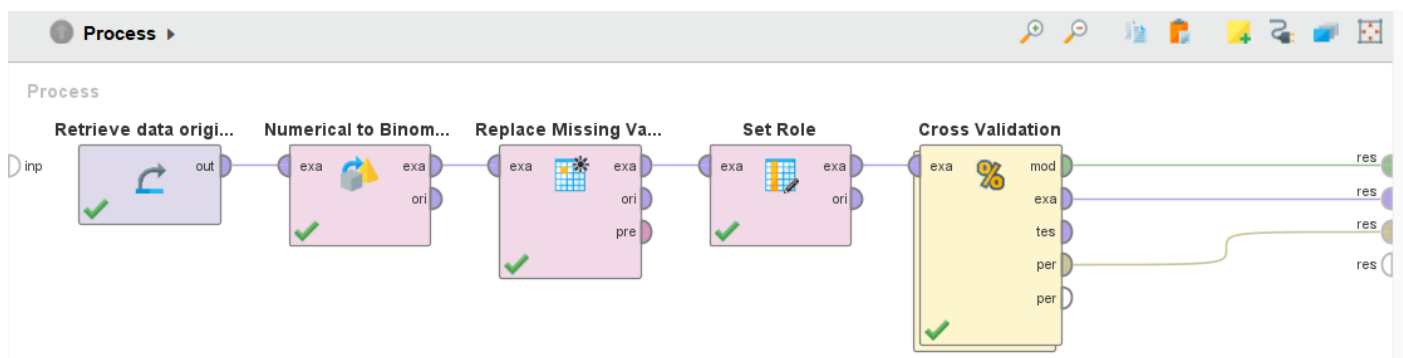 Process
Process
Retrieve data origi...
Numerical to Binom...
Replace Missing Va...
Set Role
Cross Validation
inp
out
exa
exa
ori
exa
exa
ori
pre
exa
exa
ori
exa
%
mod
exa
tes
per
per
res
res
res
res